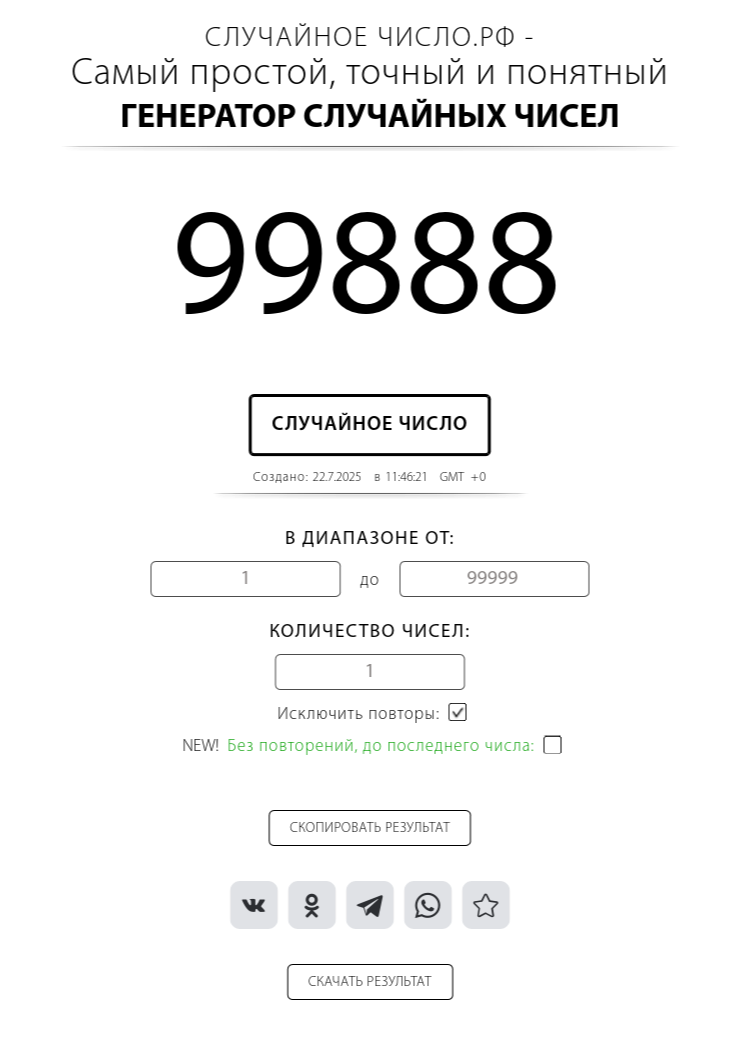 СЛУЧАЙНОЕ ЧИСЛО.РФ -
Самый простой, точный и понятный
ГЕНЕРАТОР СЛУЧАЙНЫХ ЧИСЕЛ
99888
СЛУЧАЙНОЕ ЧИСЛО
Создано: 22.7.2025 в 11:46:21 GMT +0
В ДИАПАЗОНЕ ОТ:
1 до 99999
КОЛИЧЕСТВО ЧИСЕЛ:
1
Исключить повторы:
NEW! Без повторений, до последнего числа:
СКОПИРОВАТЬ РЕЗУЛЬТАТ
СКАЧАТЬ РЕЗУЛЬТАТ